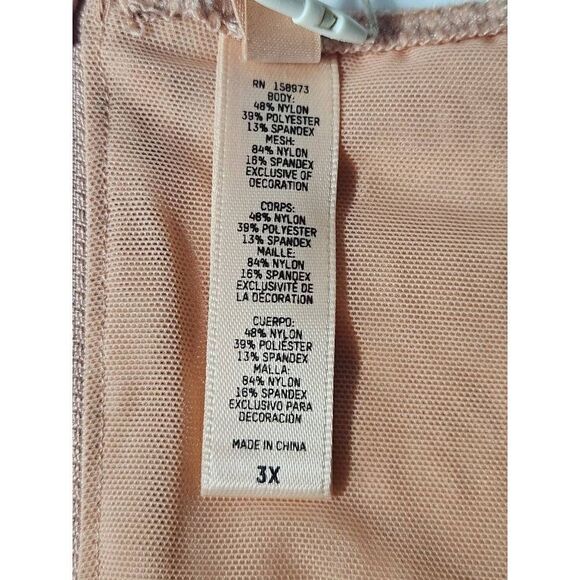 RN 158973
BODY:
48% NYLON
39% POLYESTER
13% SPANDEX
MESH:
84% NYLON
16% SPANDEX
EXCLUSIVE OF
DECORATION
CORPS:
48% NYLON
39% POLYESTER
13% SPANDEX
MAILLE:
84% NYLON
16% SPANDEX
EXCLUSIVITÉ DE
LA DÉCORATION
CUERPO:
48% NYLON
39% POLIÉSTER
13% SPANDEX
MALLA:
84% NYLON
16% SPANDEX
EXCLUSIVO PARA
DECORACIÓN
MADE IN CHINA
3X